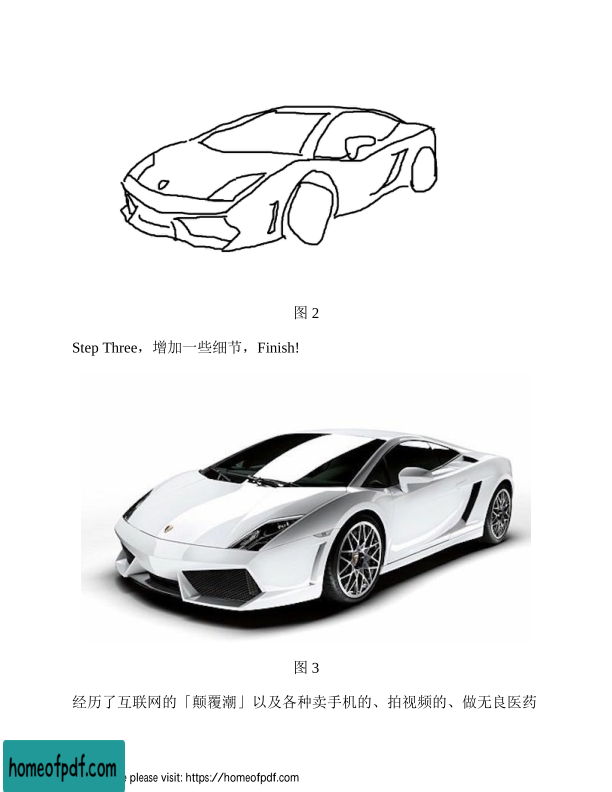 图 2
Step Three，增加一些细节，Finish!
图 3
经历了互联网的「颠覆潮」以及各种卖手机的、拍视频的、做无良医药
homeofpdf.com
e please visit: https://homeofpdf.com